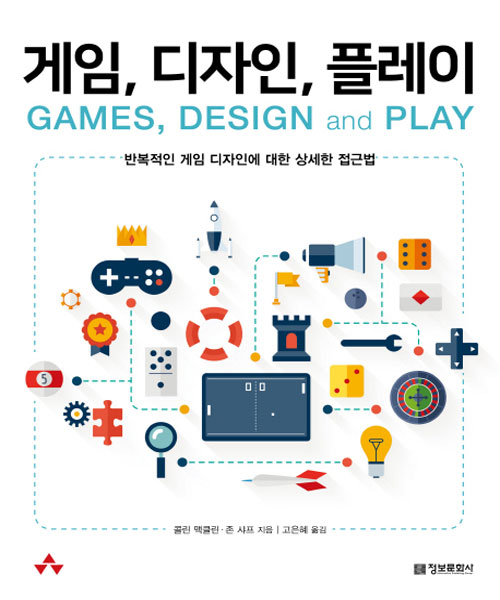 게임, 디자인, 플레이
GAMES, DESIGN and PLAY
반복적인 게임 디자인에 대한 상세한 접근법
5
콜린 맥클린·존 샤프 지음 | 고은혜 옮김
정보문화사